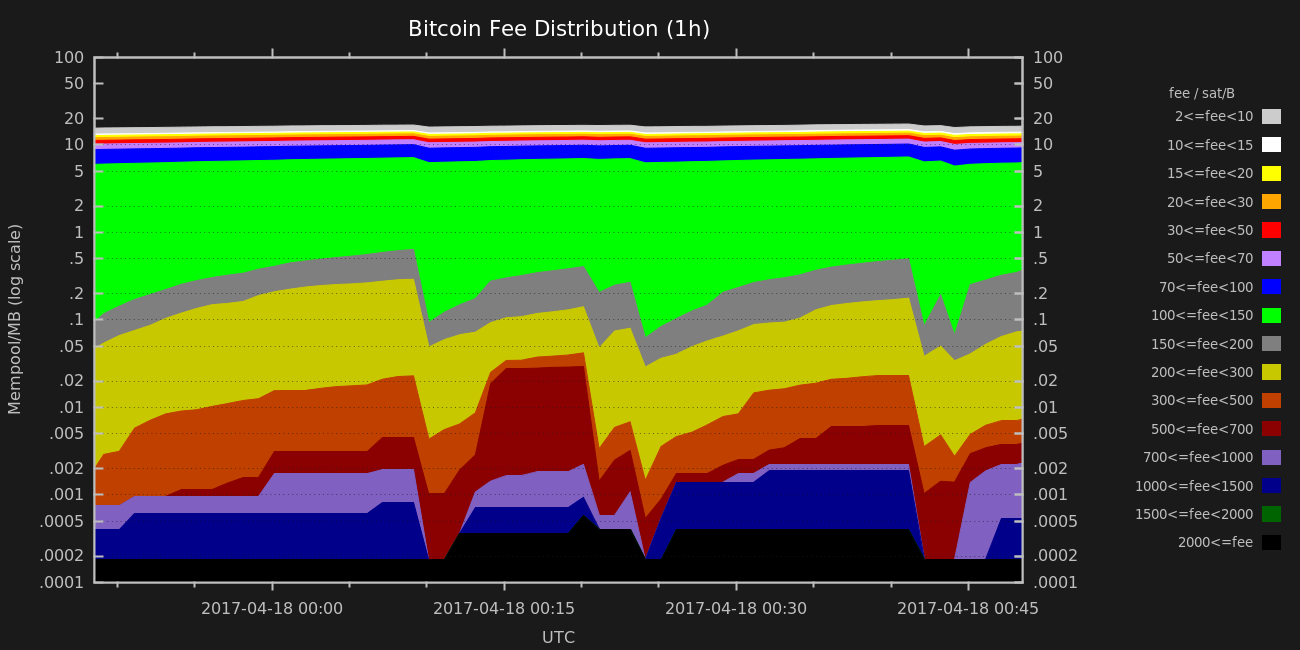 Bitcoin Fee Distribution (1h)
Mempool/MB (log scale)
100
50
20
10
5
2
1
.5
.2
.1
.05
.02
.01
.005
.002
.001
.0005
.0002
.0001
100
50
20
10
5
2
1
.5
.2
.1
.05
.02
.01
.005
.002
.001
.0005
.0002
.0001
2017-04-18 00:00 2017-04-18 00:15 2017-04-18 00:30 2017-04-18 00:45
UTC
fee / sat/B
2<=fee<10
10<=fee<15
15<=fee<20
20<=fee<30
30<=fee<50
50<=fee<70
70<=fee<100
100<=fee<150
150<=fee<200
200<=fee<300
300<=fee<500
500<=fee<700
700<=fee<1000
1000<=fee<1500
1500<=fee<2000
2000<=fee